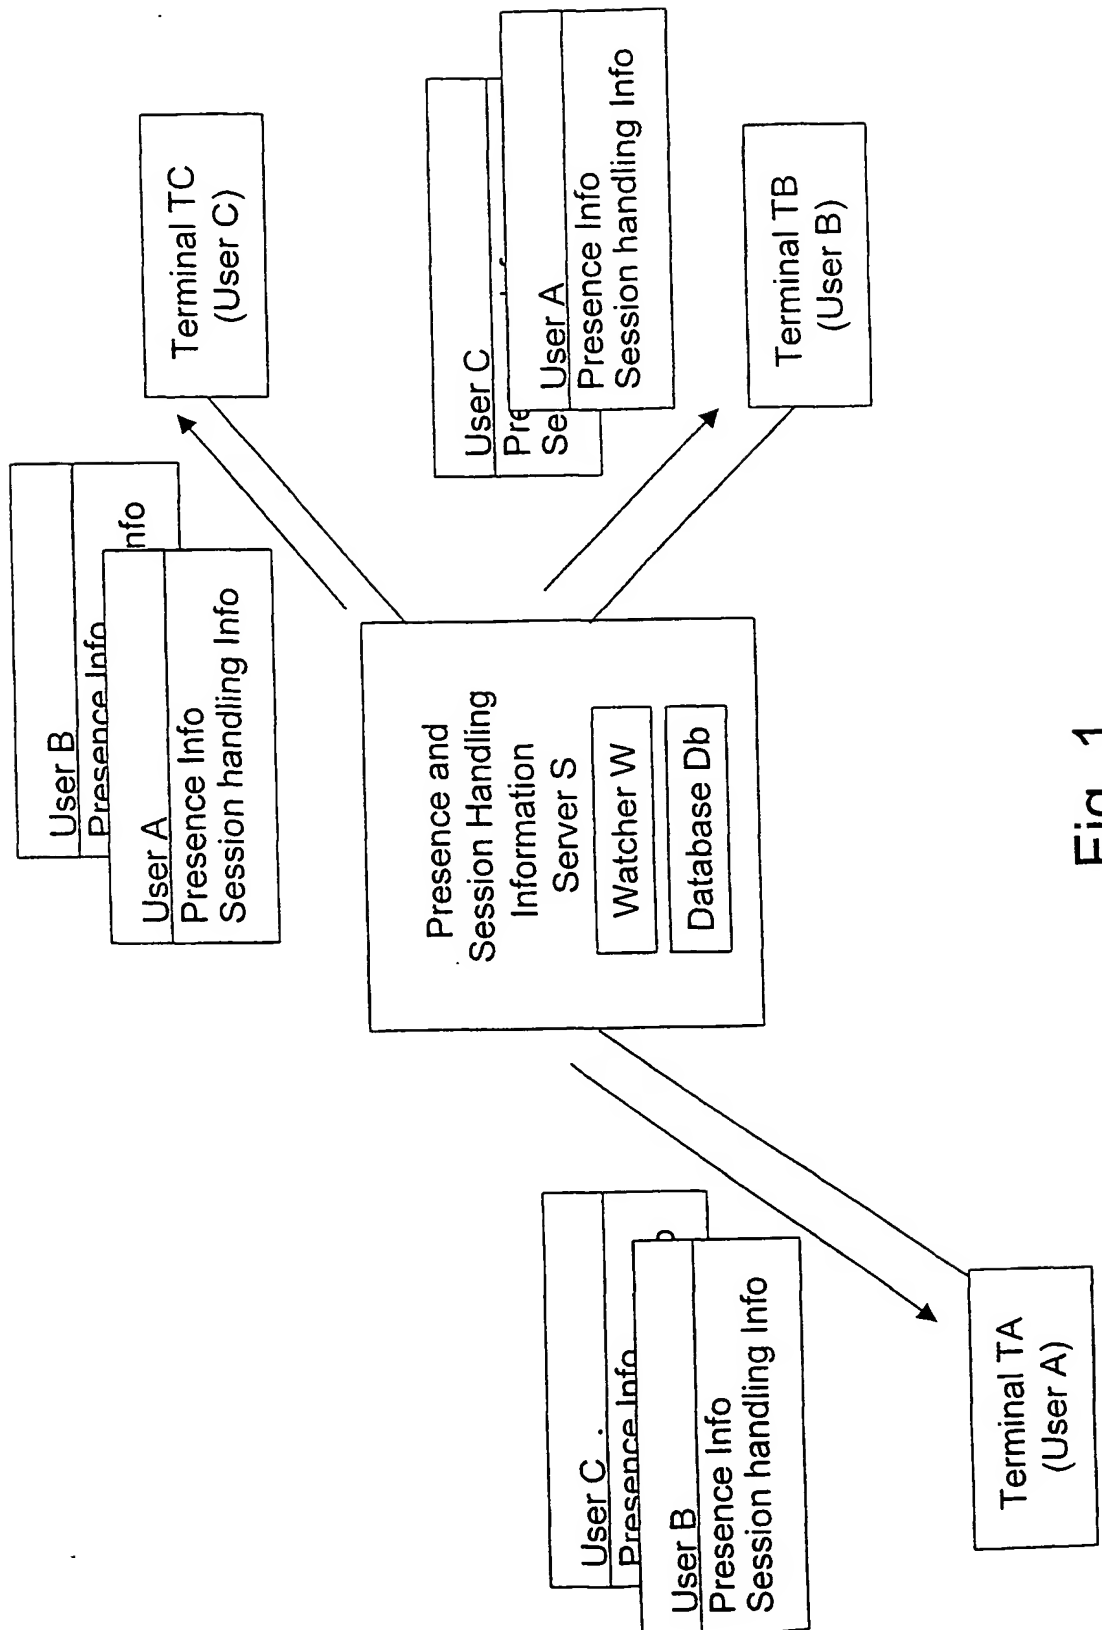 User B
Presence Info
nfo
User A
Presence Info
Session handling Info
Terminal TC
(User C)
User C
Pre
Se
User A
Presence Info
Session handling Info
Presence and
Session Handling
Information
Server S
Watcher W
Database Db
Terminal TB
(User B)
User C
Presence Info
User B
Presence Info
Session handling Info
Terminal TA
(User A)
Fig. 1